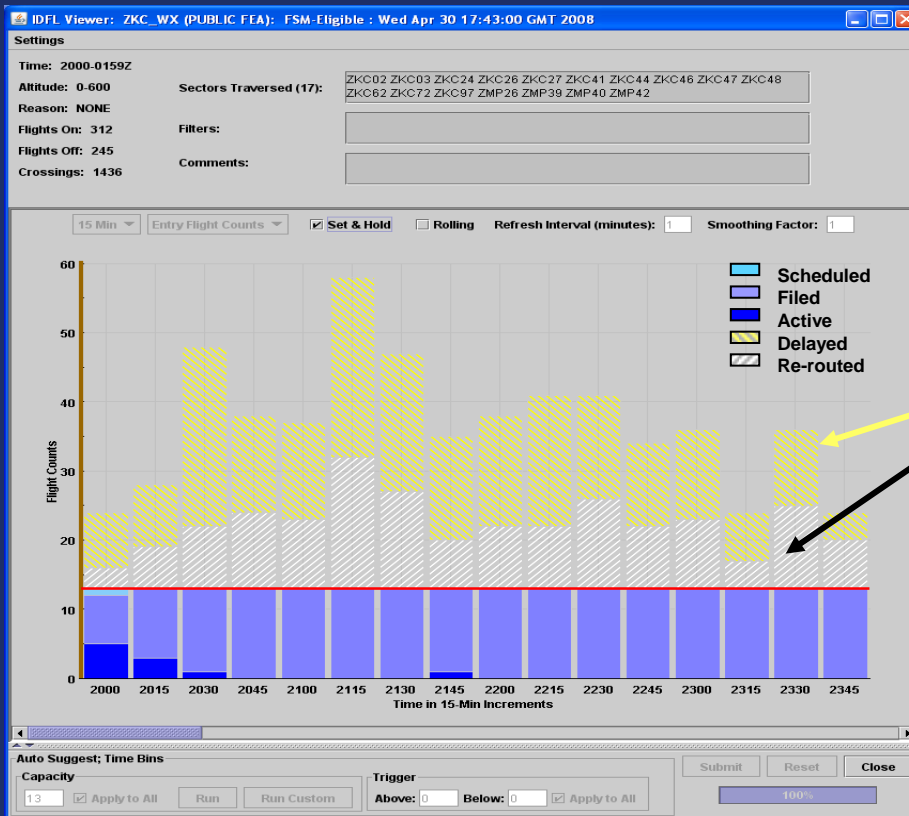 IDFL Viewer: ZKC_WX (PUBLIC FEA): FSM-Eligible : Wed Apr 30 17:43:00 GMT 2008
Settings
Time: 2000-0159Z
Altitude: 0-600
Reason: NONE
Flights On: 312
Flights Off: 245
Crossings: 1436
Sectors Traversed (17):
ZKC02 ZKC03 ZKC24 ZKC26 ZKC27 ZKC41 ZKC44 ZKC46 ZKC47 ZKC48
ZKC62 ZKC72 ZKC97 ZMP26 ZMP39 ZMP40 ZMP42
Filters:
Comments:
15 Min Entry Flight Counts Set & Hold Rolling Refresh Interval (minutes): 1 Smoothing Factor: 1
Scheduled
Filed
Active
Delayed
Re-routed
60
50
40
30
20
10
0
Flight Counts
2000 2015 2030 2045 2100 2115 2130 2145 2200 2215 2230 2245 2300 2315 2330 2345
Time in 15-Min Increments
Auto Suggest; Time Bins
Capacity
13 Apply to All Run Run Custom
Trigger
Above: 0 Below: 0 Apply to All
Submit Reset Close
100%